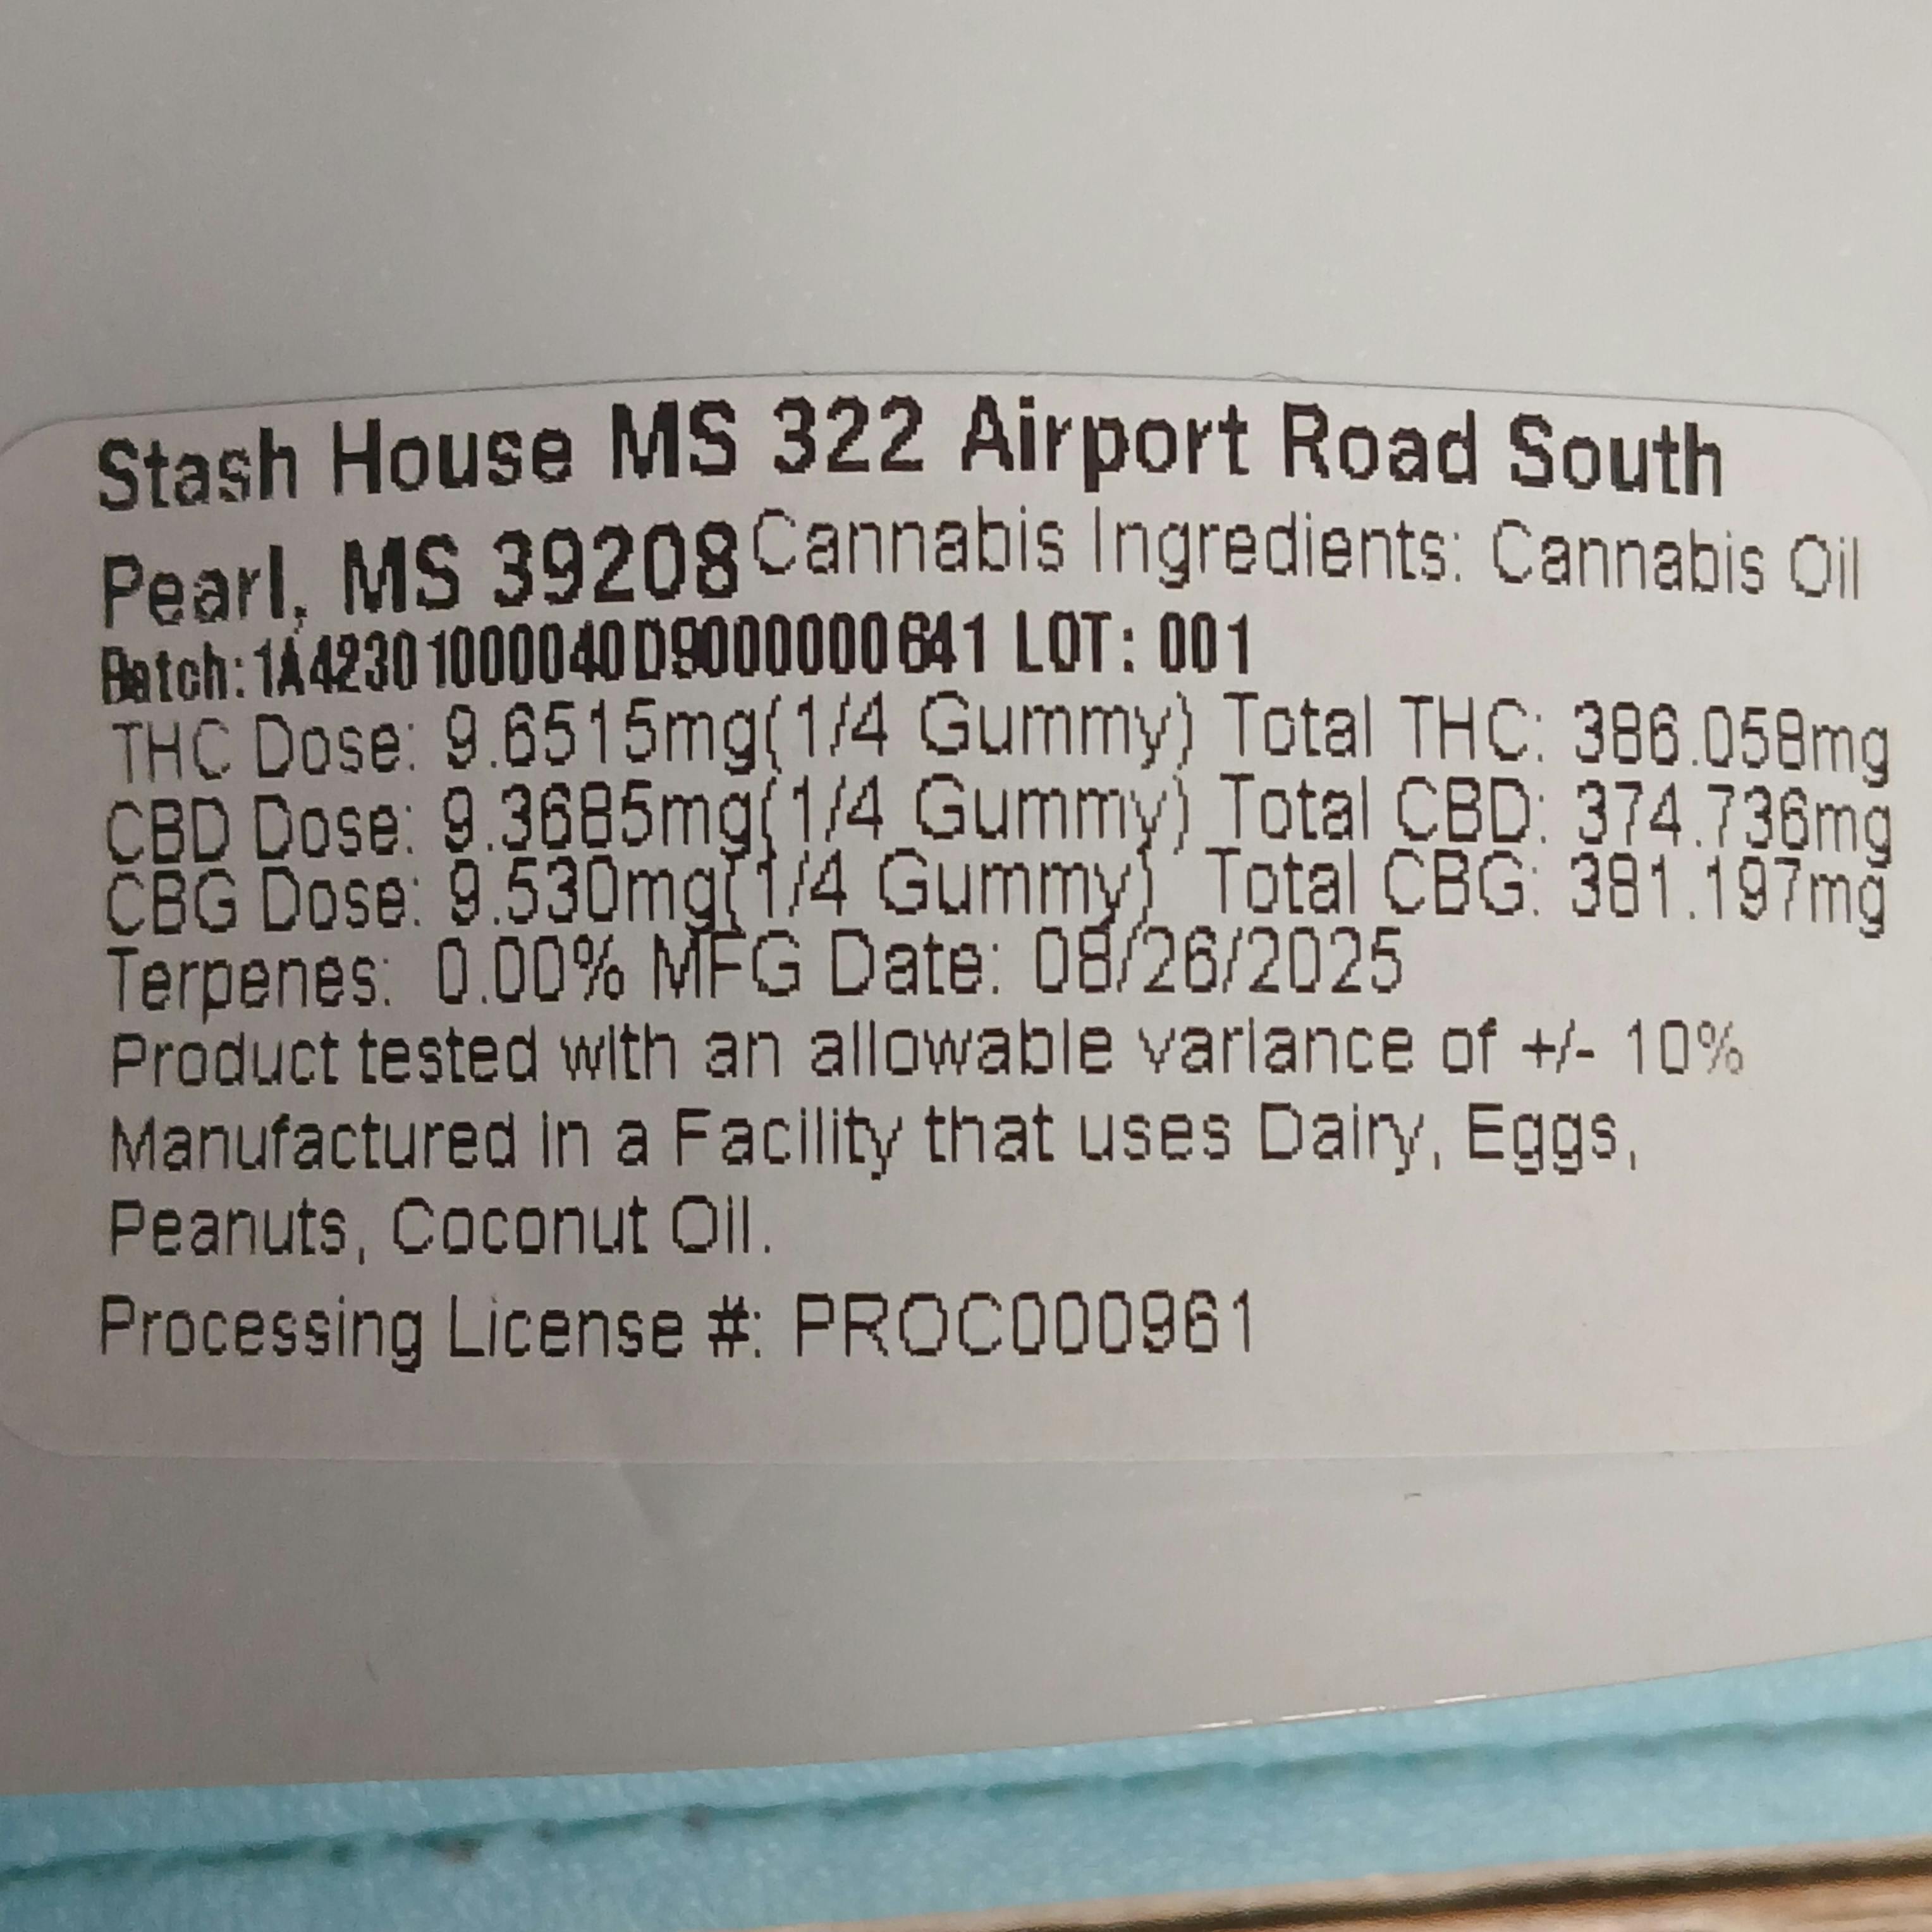 Stash House MS 322 Airport Road South
Pearl, MS 39208 Cannabis Ingredients: Cannabis Oil
Batch: 1A42301000040D9000000641 LOT: 001
THC Dose: 9.6515mg(1/4 Gummy) Total THC: 386.058mg
CBD Dose: 9.3685mg(1/4 Gummy) Total CBD: 374.736mg
CBG Dose: 9.530mg(1/4 Gummy) Total CBG: 381.197mg
Terpenes: 0.00% MFG Date: 08/26/2025
Product tested with an allowable variance of +/- 10%
Manufactured in a Facility that uses Dairy, Eggs,
Peanuts, Coconut Oil.
Processing License #: PROC000961